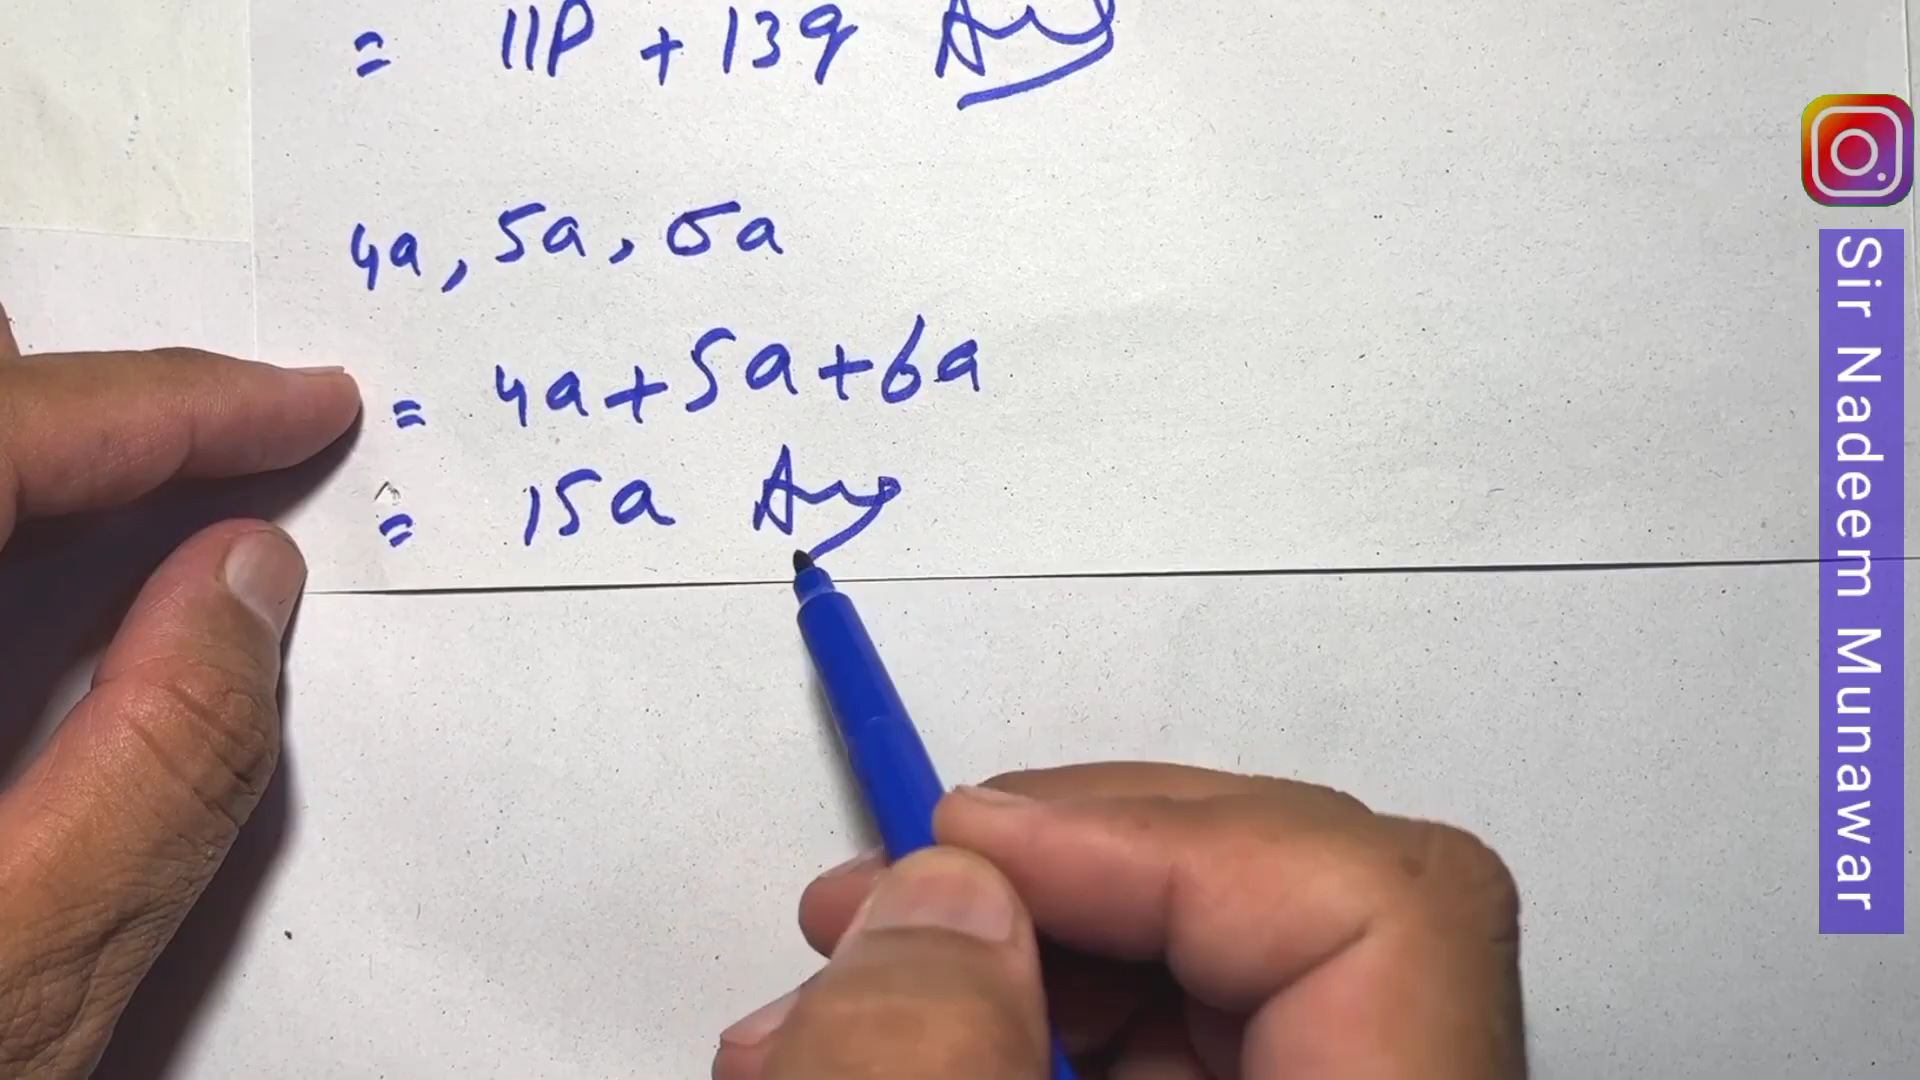 = 11P + 13q Ans
4a, 5a, 6a
= 4a + 5a + 6a
= 15a Ans
Sir Nadeem Munawar